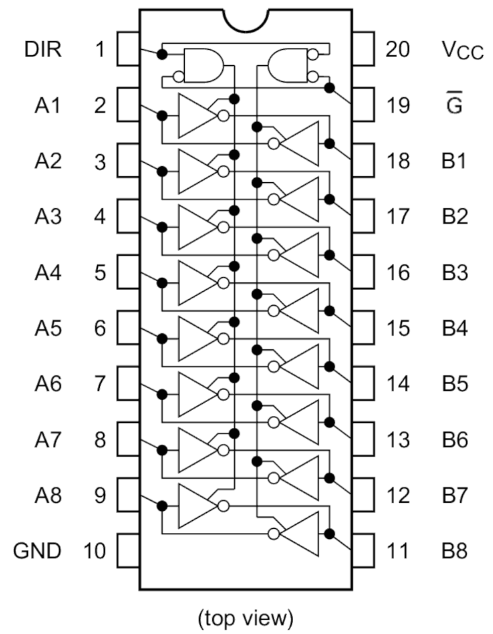 DIR 1 20 VCC
A1 2 19 G̅
A2 3 18 B1
A3 4 17 B2
A4 5 16 B3
A5 6 15 B4
A6 7 14 B5
A7 8 13 B6
A8 9 12 B7
GND 10 11 B8
(top view)